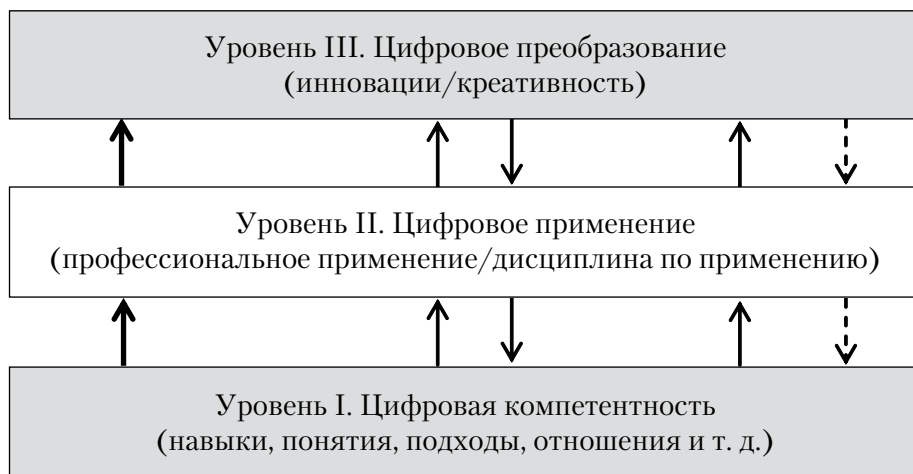 Уровень III. Цифровое преобразование
(инновации/креативность)
Уровень II. Цифровое применение
(профессиональное применение/дисциплина по применению)
Уровень I. Цифровая компетентность
(навыки, понятия, подходы, отношения и т. д.)